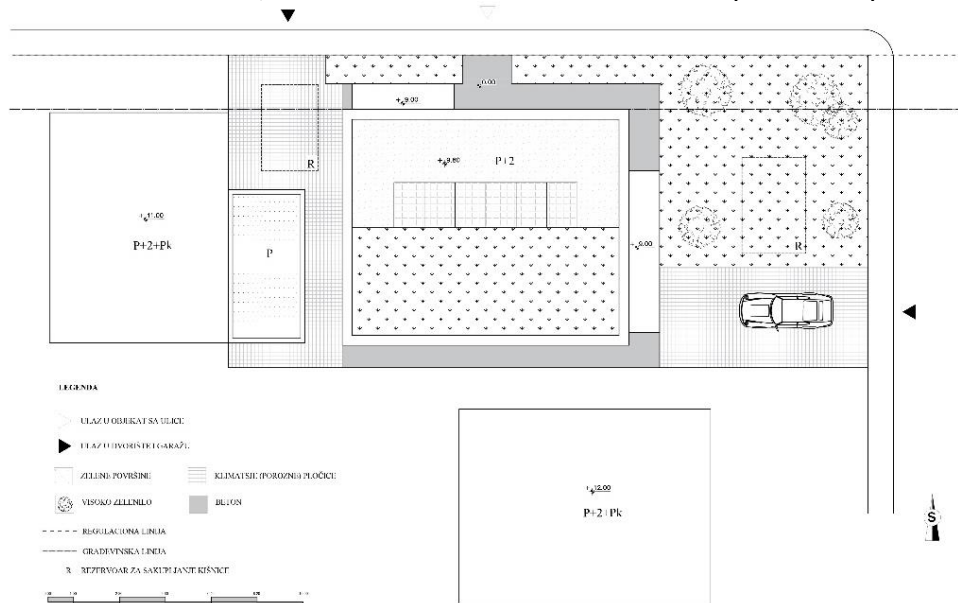 ±0.00
+9.00
R
+9.80
P+2
+11.00
P+2+Pk
P
+9.00
R
LEGENDA
ULAZ U OBJEKAT SA ULICE
ULAZ U DVORIŠTE I GARAŽU
ZELENE POVRŠINE
KLIMATSKE (POROZNE) PLOČICE
VISOKO ZELENILO
BETON
+12.00
P+2+Pk
S
REGULACIONA LINIJA
GRAĐEVINSKA LINIJA
R REZERVOAR ZA SAKUPLJANJE KIŠNICE